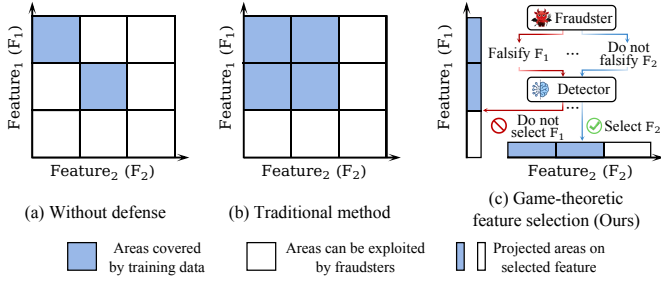 Feature₁ (F₁)
Feature₂ (F₂)
(a) Without defense
Feature₁ (F₁)
Feature₂ (F₂)
(b) Traditional method
Feature₁ (F₁)
Fraudster
Falsify F₁
...
Do not
falsify F₂
Detector
...
Do not
select F₁
Select F₂
Feature₂ (F₂)
(c) Game-theoretic
feature selection (Ours)
Areas covered
by training data
Areas can be exploited
by fraudsters
Projected areas on
selected feature